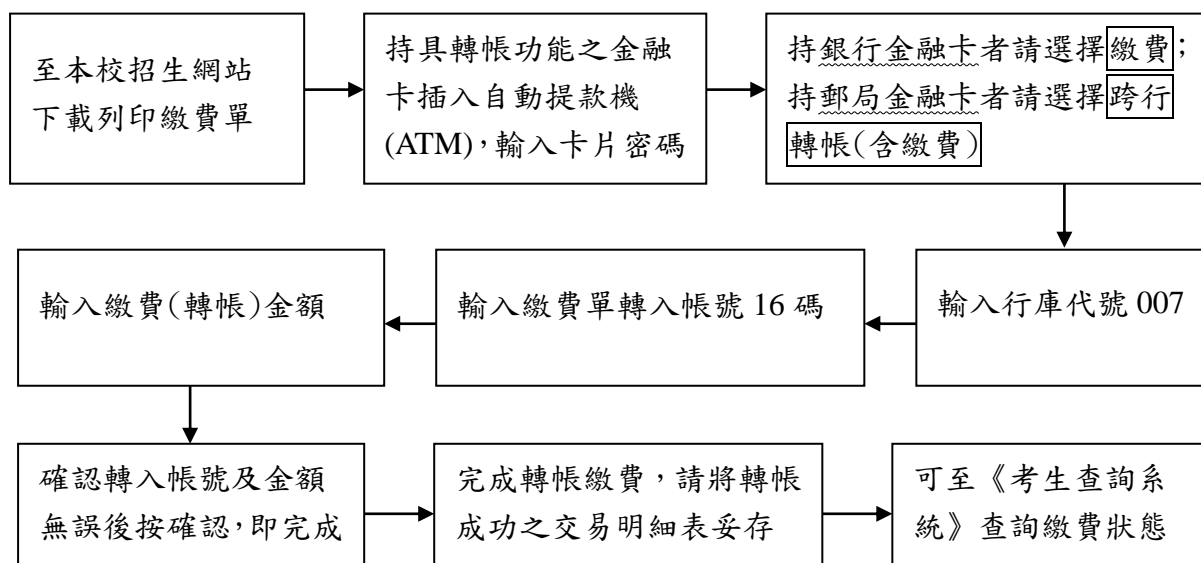 至本校招生網站
下載列印繳費單
持具轉帳功能之金融
卡插入自動提款機
(ATM)，輸入卡片密碼
持銀行金融卡者請選擇繳費；
持郵局金融卡者請選擇跨行
轉帳(含繳費)
輸入行庫代號 007
輸入繳費單轉入帳號 16 碼
輸入繳費(轉帳)金額
確認轉入帳號及金額
無誤後按確認，即完成
完成轉帳繳費，請將轉帳
成功之交易明細表妥存
可至《考生查詢系
統》查詢繳費狀態